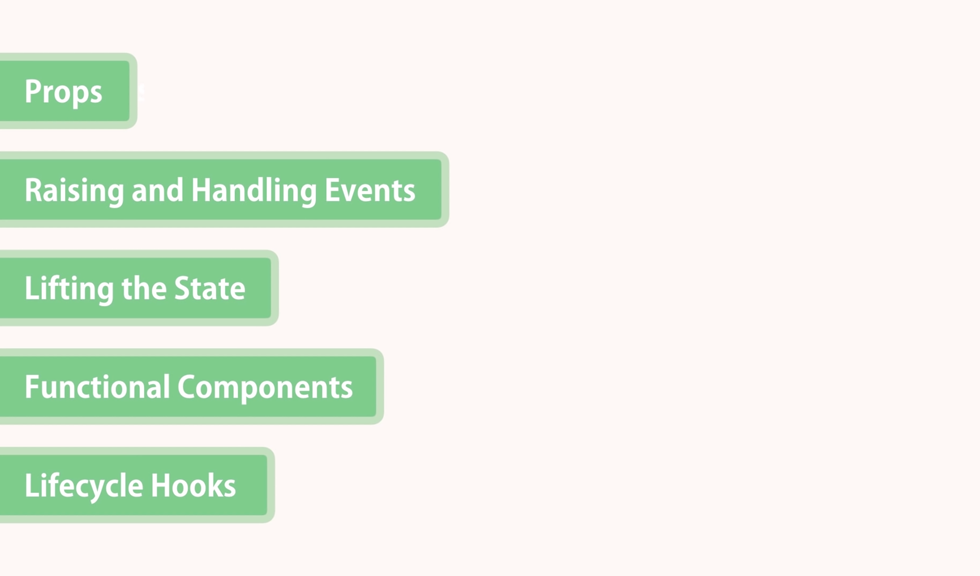 Props
Raising and Handling Events
Lifting the State
Functional Components
Lifecycle Hooks